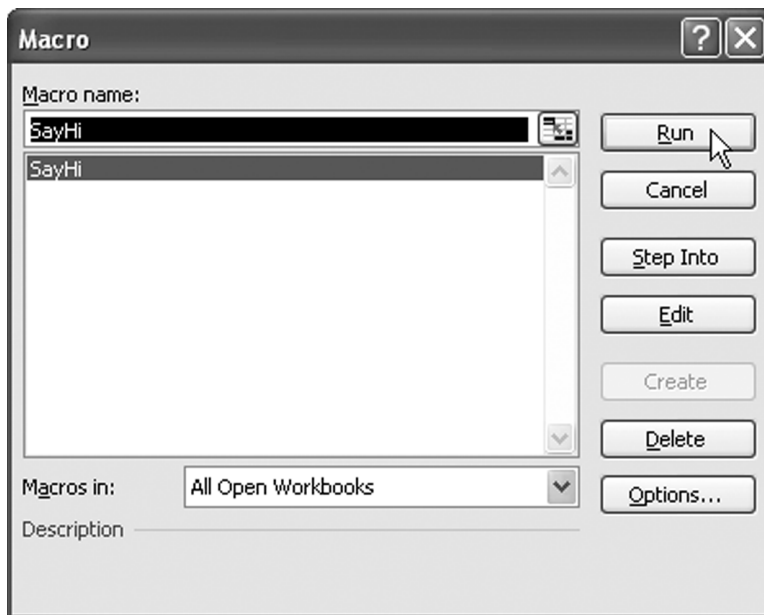 Macro
Macro name:
SayHi
SayHi
Run
Cancel
Step Into
Edit
Create
Delete
Macros in:
All Open Workbooks
Options...
Description